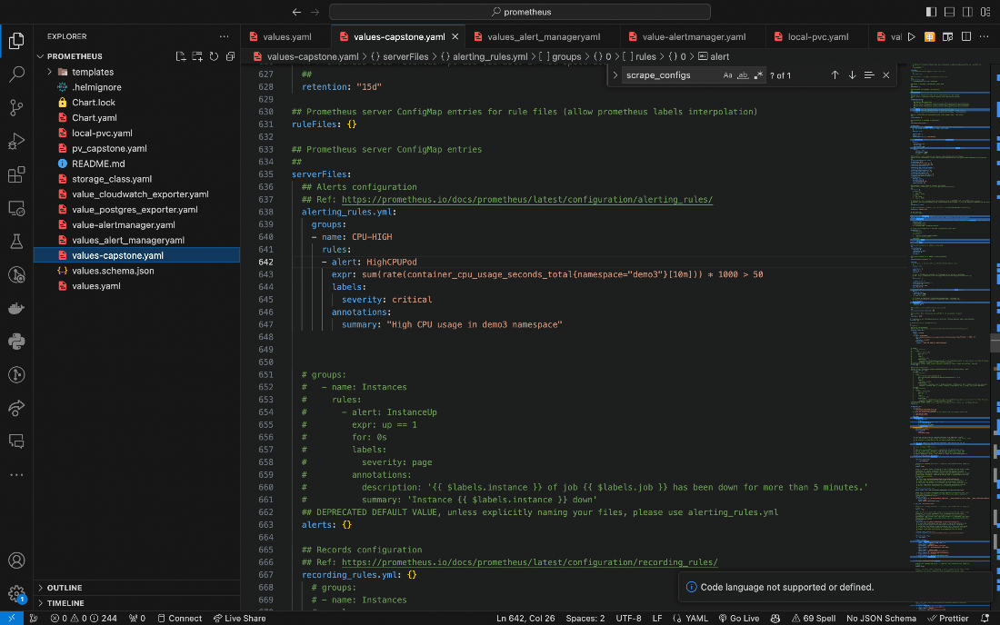 prometheus
EXPLORER
PROMETHEUS
templates
.helmignore
Chart.lock
Chart.yaml
local-pvc.yaml
pv_capstone.yaml
README.md
storage_class.yaml
value_cloudwatch_exporter.yaml
value_postgres_exporter.yaml
value-alertmanager.yaml
values_alert_manageryaml
values-capstone.yaml
values.schema.json
values.yaml
OUTLINE
TIMELINE
values.yaml
values-capstone.yaml
values_alert_manageryaml
value-alertmanager.yaml
local-pvc.yaml
val
values-capstone.yaml > {} serverFiles > {} alerting_rules.yml > [ ] groups > {} 0 > [ ] rules > {} 0 > alert
scrape_configs
Aa ab
? of 1
627 ##
628 retention: "15d"
629
630 ## Prometheus server ConfigMap entries for rule files (allow prometheus labels interpolation)
631 ruleFiles: {}
632
633 ## Prometheus server ConfigMap entries
634 ##
635 serverFiles:
636 ## Alerts configuration
637 ## Ref: https://prometheus.io/docs/prometheus/latest/configuration/alerting_rules/
638 alerting_rules.yml:
639 groups:
640 - name: CPU-HIGH
641 rules:
642 - alert: HighCPUPod
643 expr: sum(rate(container_cpu_usage_seconds_total{namespace="demo3"}[10m])) * 1000 > 50
644 labels:
645 severity: critical
646 annotations:
647 summary: "High CPU usage in demo3 namespace"
648
649
650
651 # groups:
652 # - name: Instances
653 # rules:
654 # - alert: InstanceUp
655 # expr: up == 1
656 # for: 0s
657 # labels:
658 # severity: page
659 # annotations:
660 # description: '{{ $labels.instance }} of job {{ $labels.job }} has been down for more than 5 minutes.'
661 # summary: 'Instance {{ $labels.instance }} down'
662 ## DEPRECATED DEFAULT VALUE, unless explicitly naming your files, please use alerting_rules.yml
663 alerts: {}
664
665 ## Records configuration
666 ## Ref: https://prometheus.io/docs/prometheus/latest/configuration/recording_rules/
667 recording_rules.yml: {}
668 # groups:
669 # - name: Instances
Code language not supported or defined.
1
0 0 244 0 Connect Live Share Ln 642, Col 26 Spaces: 2 UTF-8 LF YAML Go Live 69 Spell No JSON Schema Prettier